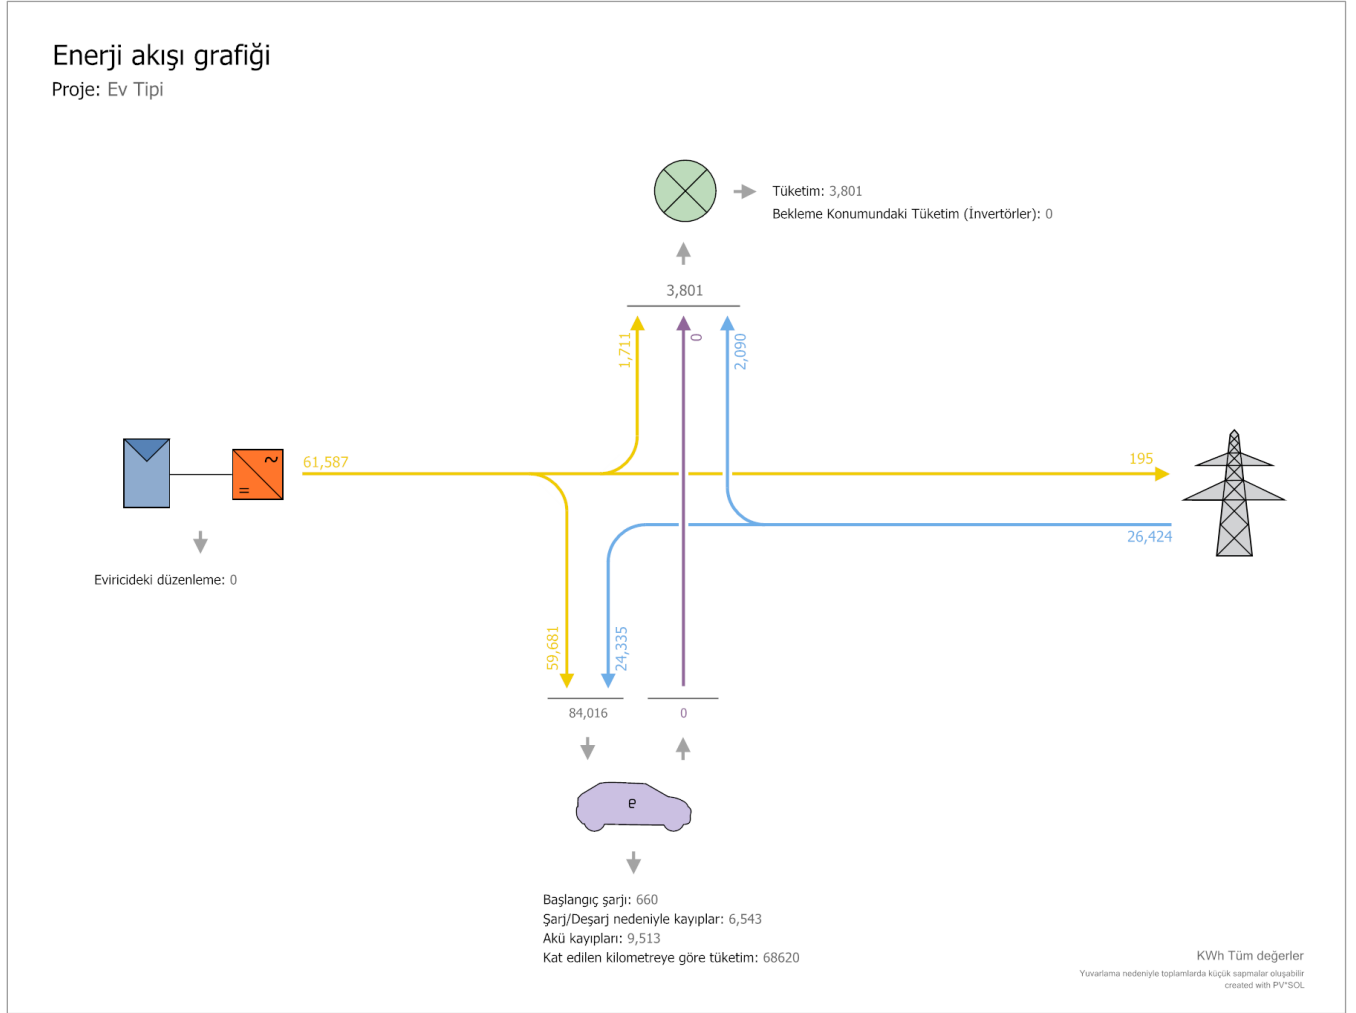 Enerji akışı grafiği
Proje: Ev Tipi
Tüketim: 3,801
Bekleme Konumundaki Tüketim (İnvertörler): 0
3,801
1,711
0
2,090
61,587
195
26,424
Eviricideki düzenleme: 0
59,681
24,335
84,016
0
e
Başlangıç şarjı: 660
Şarj/Deşarj nedeniyle kayıplar: 6,543
Akü kayıpları: 9,513
Kat edilen kilometreye göre tüketim: 68620
KWh Tüm değerler
Yuvarlama nedeniyle toplamlarda küçük sapmalar oluşabilir
created with PV*SOL